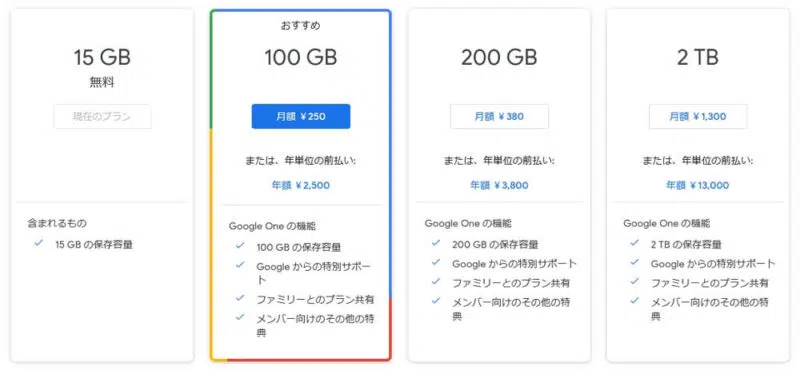 15 GB
無料
現在のプラン
含まれるもの
15 GB の保存容量
おすすめ
100 GB
月額 ¥250
または、年単位の前払い:
年額 ¥2,500
Google One の機能
100 GB の保存容量
Google からの特別サポー
ト
ファミリーとのプラン共有
メンバー向けのその他の特
典
200 GB
月額 ¥380
または、年単位の前払い:
年額 ¥3,800
Google One の機能
200 GB の保存容量
Google からの特別サポート
ファミリーとのプラン共有
メンバー向けのその他の特
典
2 TB
月額 ¥1,300
または、年単位の前払い:
年額 ¥13,000
Google One の機能
2 TB の保存容量
Google からの特別サポート
ファミリーとのプラン共有
メンバー向けのその他の特
典